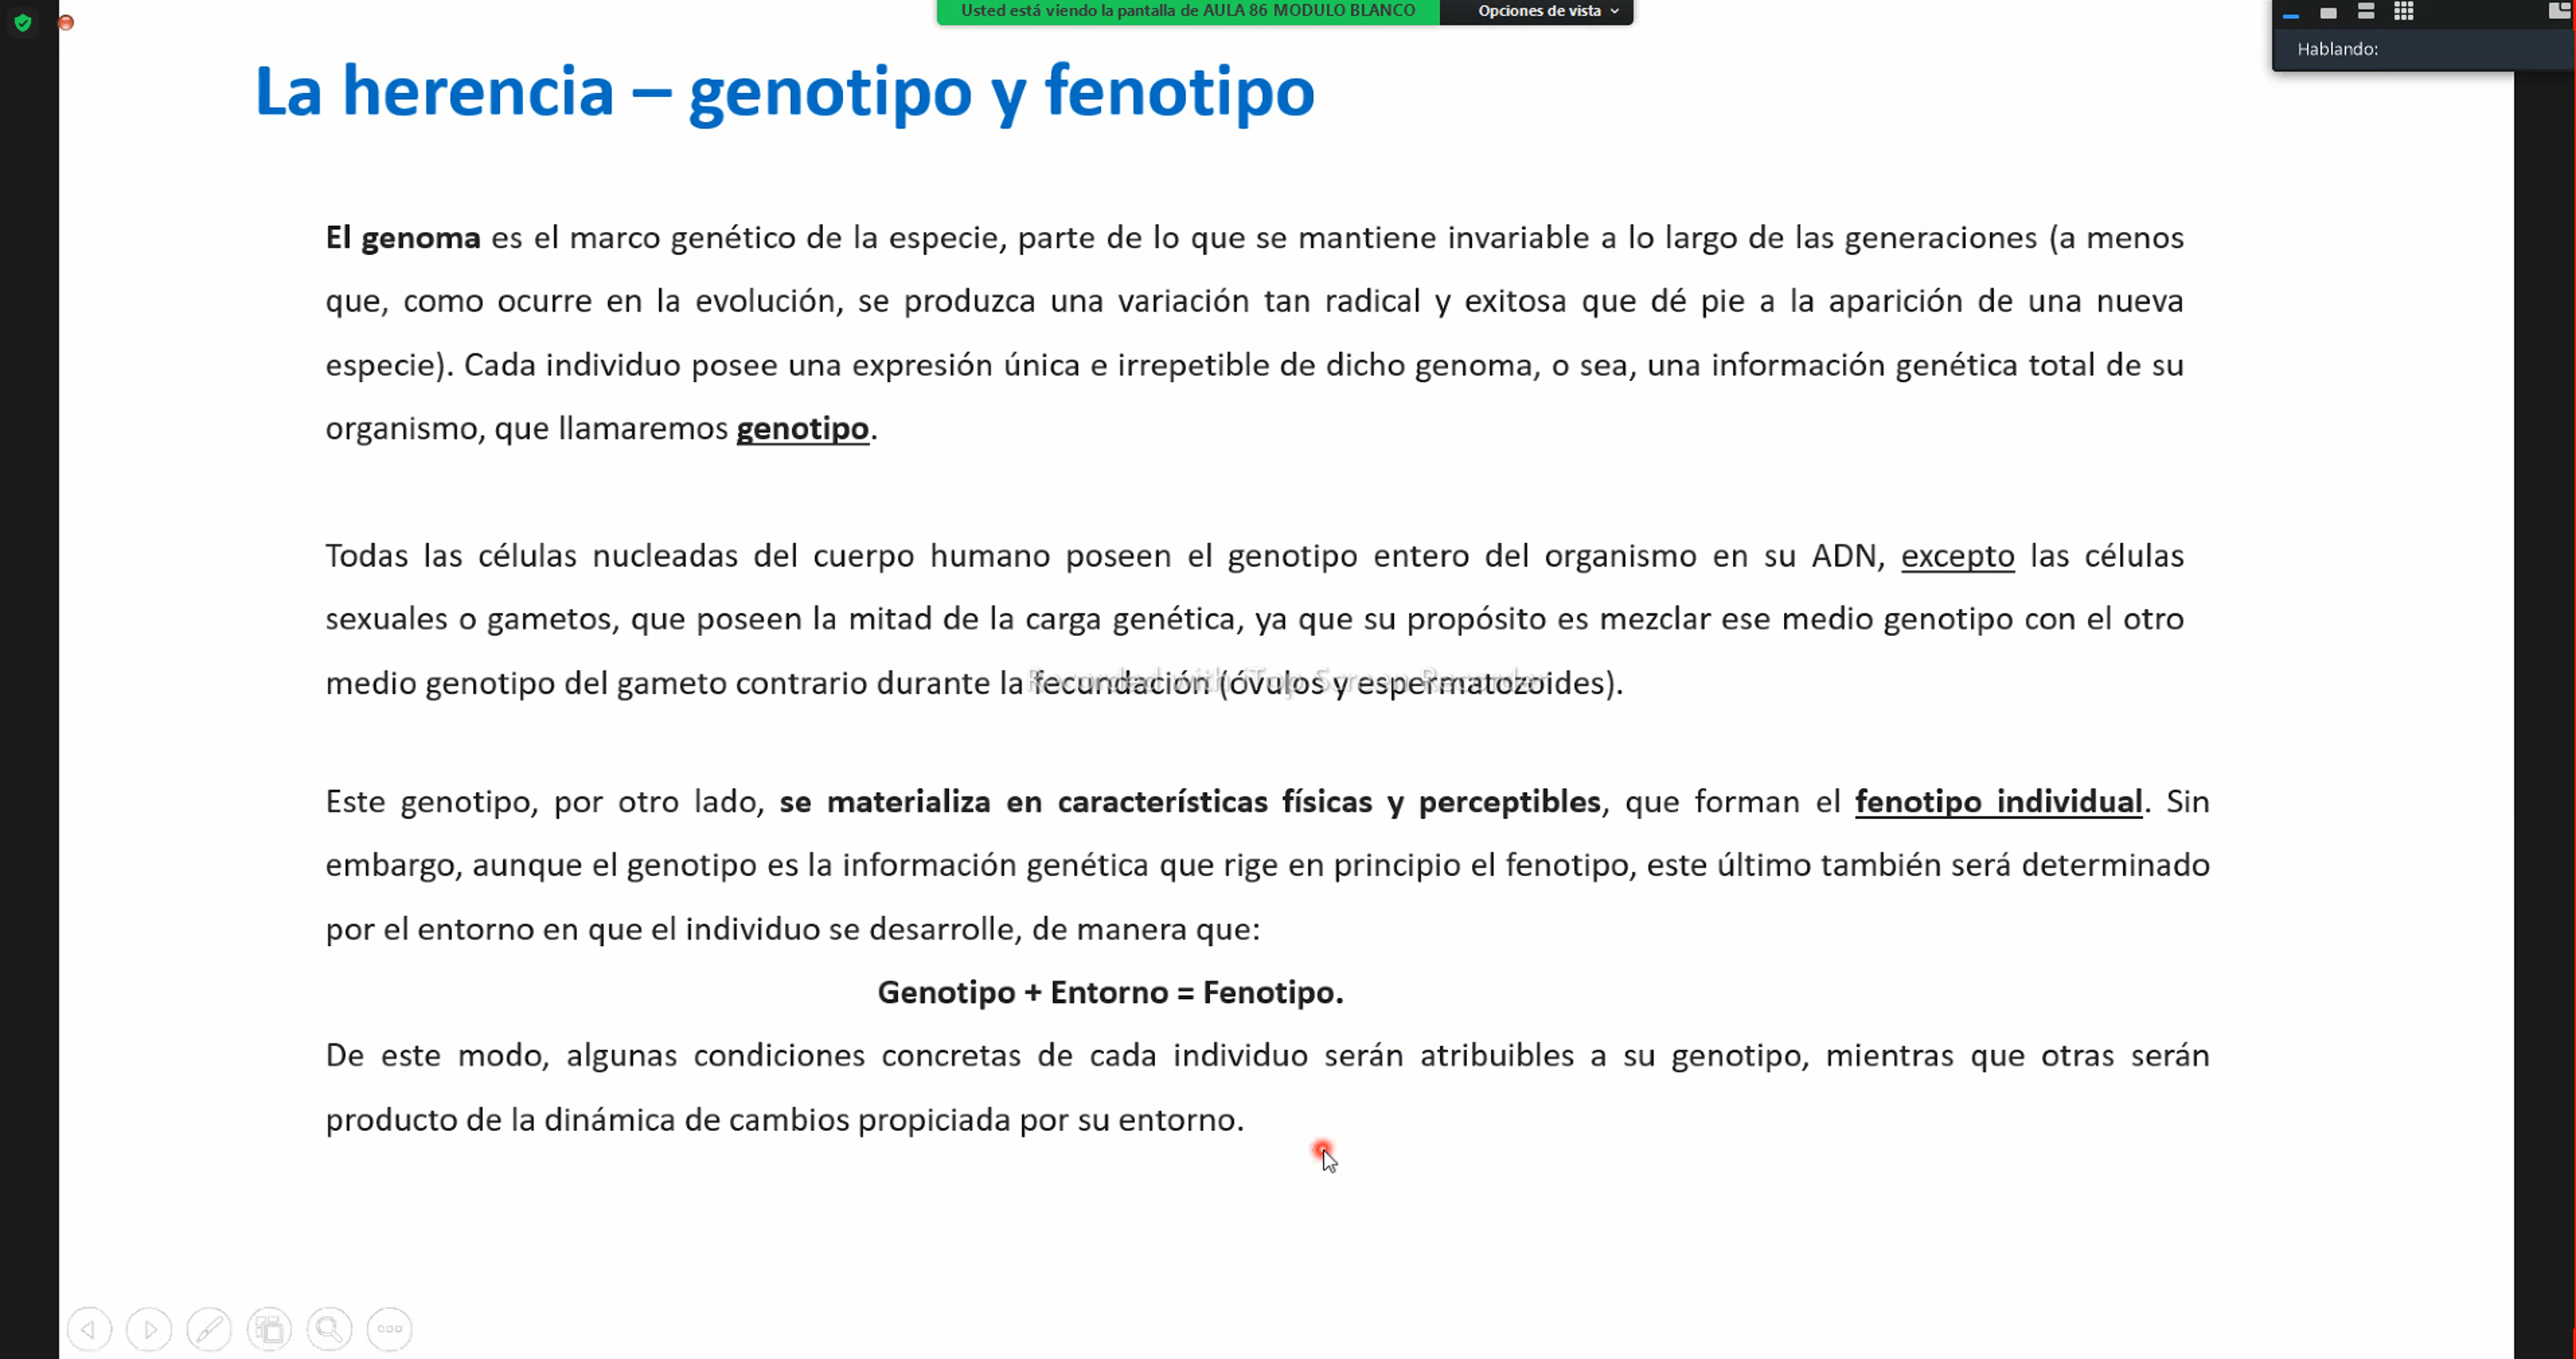 Usted está viendo la pantalla de AULA 86 MODULO BLANCO
Opciones de vista
Hablando:
La herencia – genotipo y fenotipo
El genoma es el marco genético de la especie, parte de lo que se mantiene invariable a lo largo de las generaciones (a menos
que, como ocurre en la evolución, se produzca una variación tan radical y exitosa que dé pie a la aparición de una nueva
especie). Cada individuo posee una expresión única e irrepetible de dicho genoma, o sea, una información genética total de su
organismo, que llamaremos genotipo.
Todas las células nucleadas del cuerpo humano poseen el genotipo entero del organismo en su ADN, excepto las células
sexuales o gametos, que poseen la mitad de la carga genética, ya que su propósito es mezclar ese medio genotipo con el otro
medio genotipo del gameto contrario durante la fecundación (óvulos y espermatozoides).
Recorded with iTop Screen Recorder
Este genotipo, por otro lado, se materializa en características físicas y perceptibles, que forman el fenotipo individual. Sin
embargo, aunque el genotipo es la información genética que rige en principio el fenotipo, este último también será determinado
por el entorno en que el individuo se desarrolle, de manera que:
Genotipo + Entorno = Fenotipo.
De este modo, algunas condiciones concretas de cada individuo serán atribuibles a su genotipo, mientras que otras serán
producto de la dinámica de cambios propiciada por su entorno.